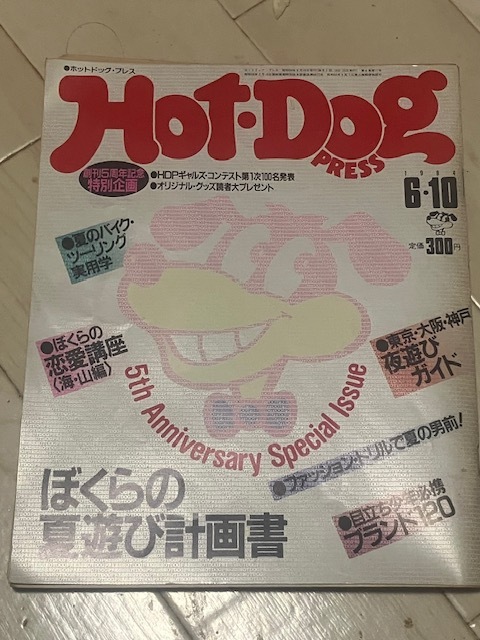 ●ホットドッグ・プレス
HOT·DOG
PRESS
創刊5周年記念
特別企画
●HDPギャルズ・コンテスト第1次100名発表
●オリジナル・グッズ読者大プレゼント
1984
6・10
定価300円
●夏のバイク・
ツーリング
実用学
●ぼくらの
恋愛講座
〈海・山編〉
●東京・大阪・神戸
夜遊び
ガイド
5th Anniversary Special Issue
●ファッション・ドリルで夏の男前!
●目立ちが必携
ブランド120
ぼくらの
夏遊び計画書